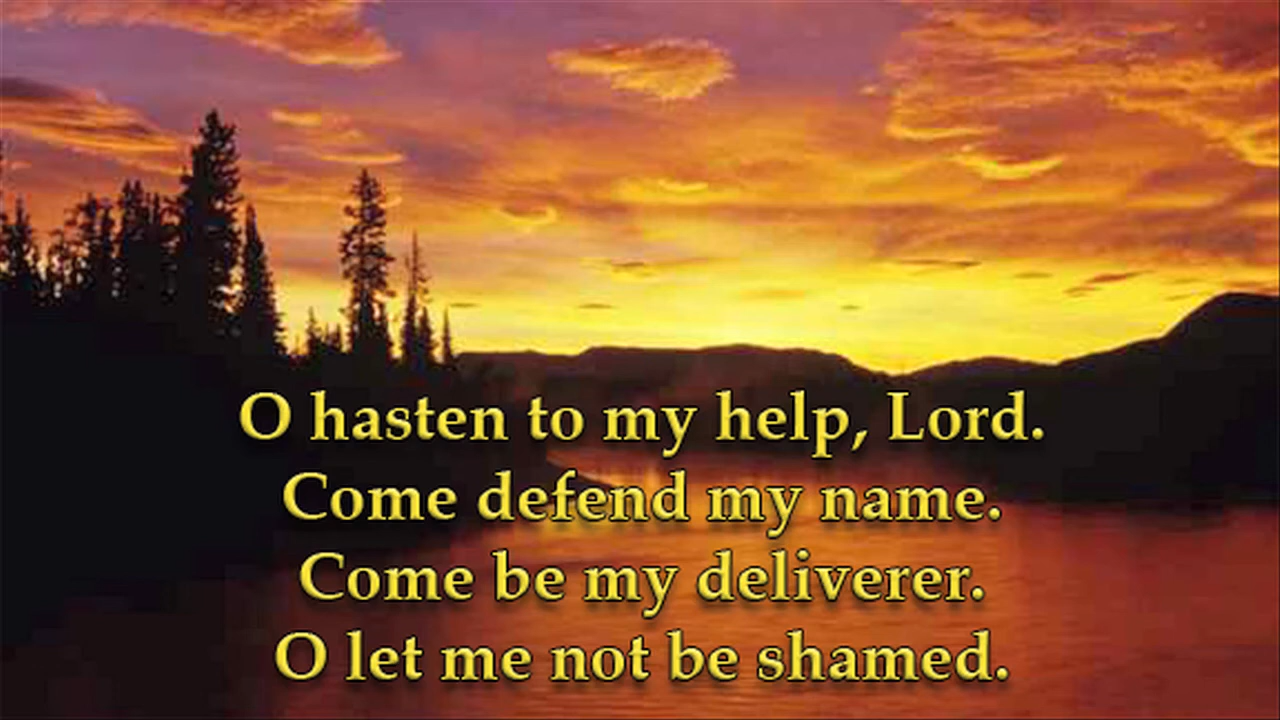 O hasten to my help, Lord.
Come defend my name.
Come be my deliverer.
O let me not be shamed.